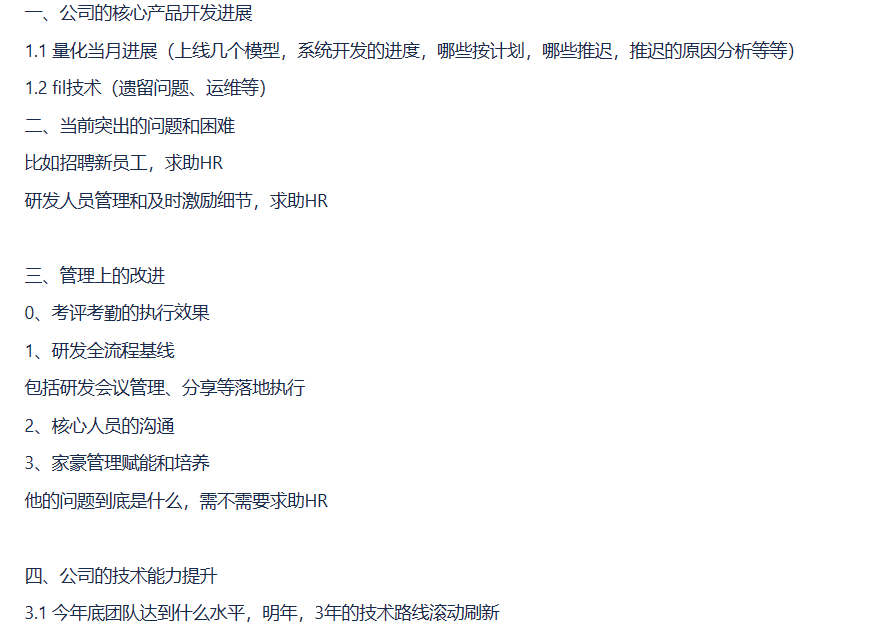 一、公司的核心产品开发进展
1.1 量化当月进展（上线几个模型，系统开发的进度，哪些按计划，哪些推迟，推迟的原因分析等等）
1.2 fil技术（遗留问题、运维等）
二、当前突出的问题和困难
比如招聘新员工，求助HR
研发人员管理和及时激励细节，求助HR
三、管理上的改进
0、考评考勤的执行效果
1、研发全流程基线
包括研发会议管理、分享等落地执行
2、核心人员的沟通
3、家豪管理赋能和培养
他的问题到底是什么，需不需要求助HR
四、公司的技术能力提升
3.1 今年底团队达到什么水平，明年，3年的技术路线滚动刷新